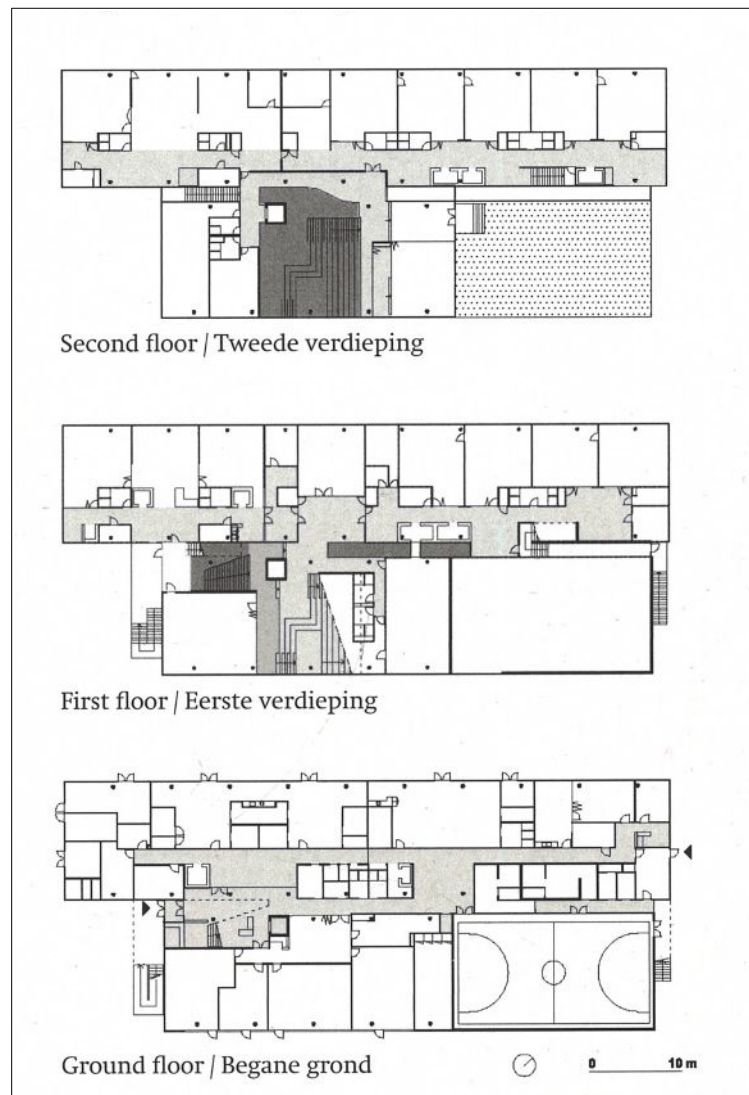 Second floor / Tweede verdieping
First floor / Eerste verdieping
Ground floor / Begane grond
0 10 m